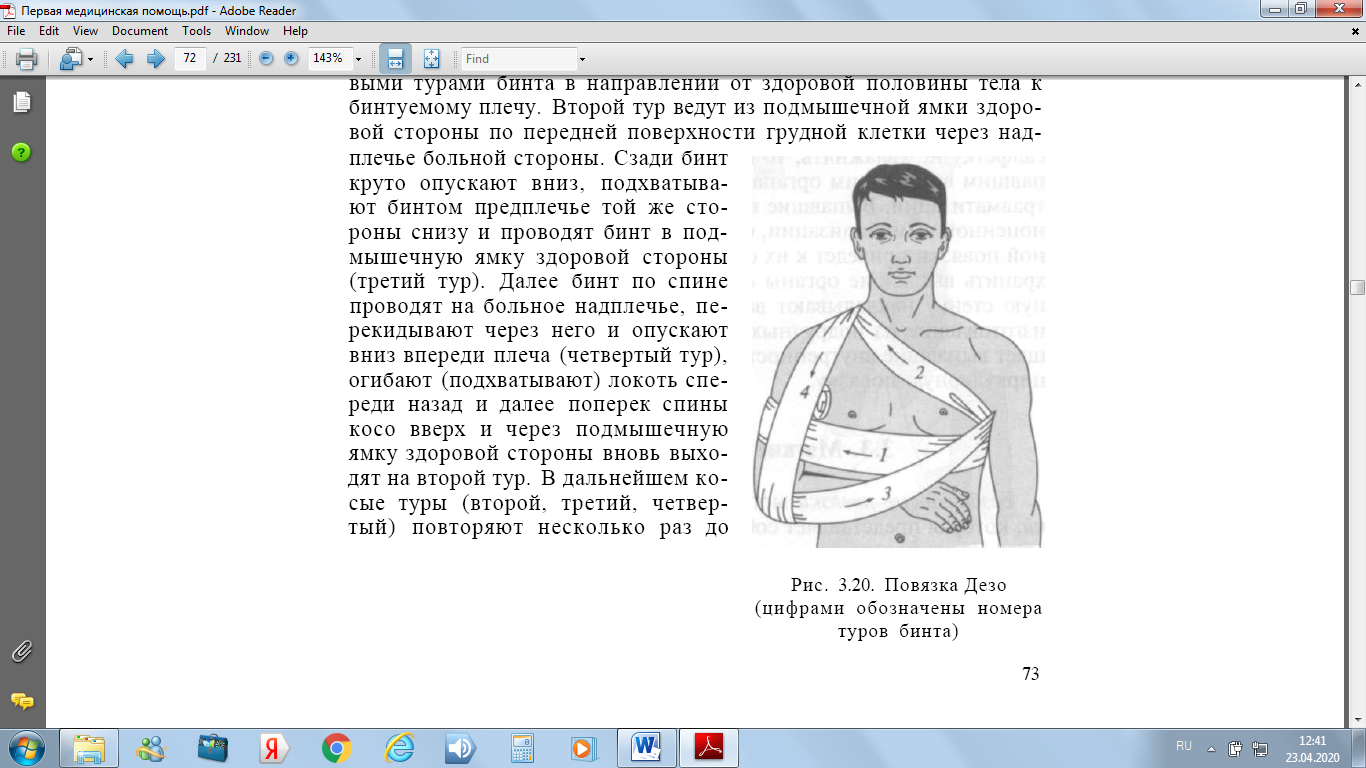 Первая медицинская помощь.pdf - Adobe Reader
File Edit View Document Tools Window Help
72 / 231 143% Find
выми турами бинта в направлении от здоровой половины тела к
бинтуемому плечу. Второй тур ведут из подмышечной ямки здоро-
вой стороны по передней поверхности грудной клетки через над-
плечье больной стороны. Сзади бинт
круто опускают вниз, подхватыва-
ют бинтом предплечье той же сто-
роны снизу и проводят бинт в под-
мышечную ямку здоровой стороны
(третий тур). Далее бинт по спине
проводят на больное надплечье, пе-
рекидывают через него и опускают
вниз впереди плеча (четвертый тур),
огибают (подхватывают) локоть спе-
реди назад и далее поперек спины
косо вверх и через подмышечную
ямку здоровой стороны вновь выхо-
дят на второй тур. В дальнейшем ко-
сые туры (второй, третий, четвер-
тый) повторяют несколько раз до
2
4
1
3
Рис. 3.20. Повязка Дезо
(цифрами обозначены номера
туров бинта)
73
RU
12:41
23.04.2020